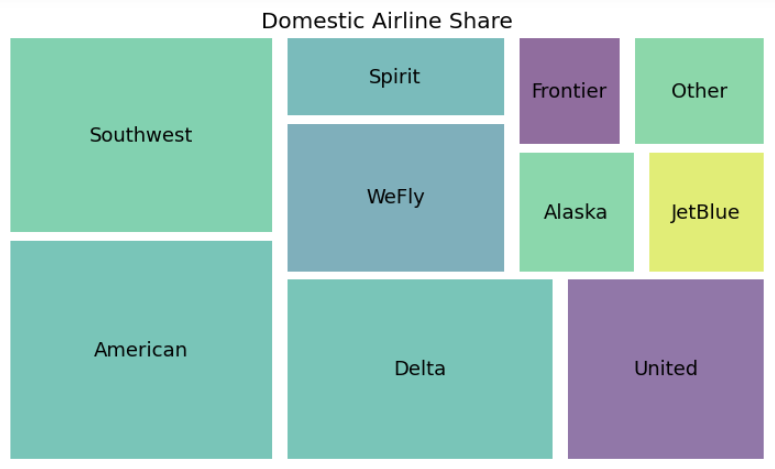 Domestic Airline Share
Southwest
Spirit
Frontier
Other
WeFly
Alaska
JetBlue
American
Delta
United